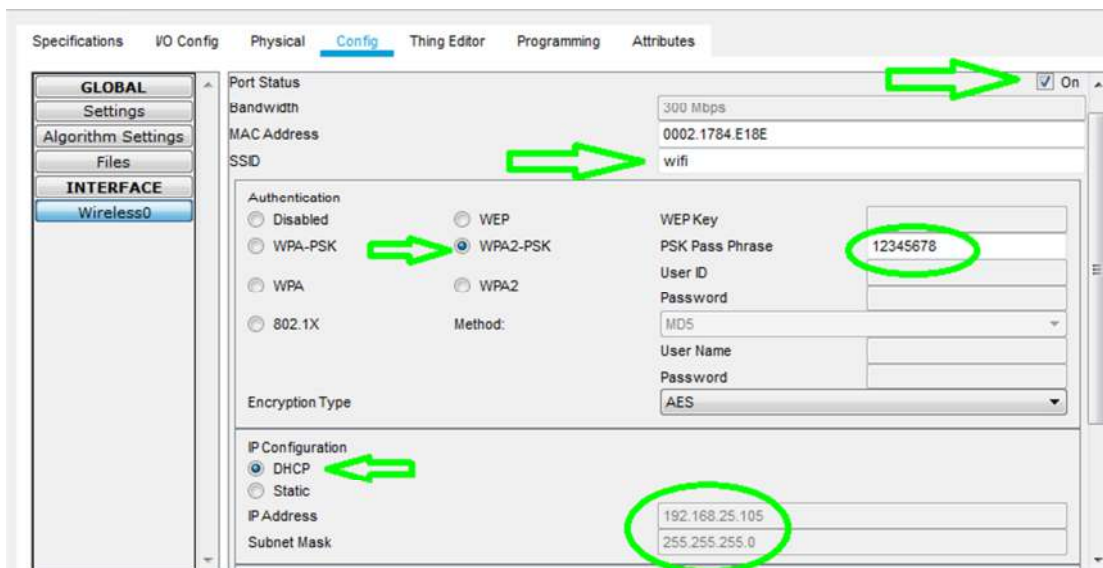 Specifications I/O Config Physical Config Thing Editor Programming Attributes
GLOBAL
Settings
Algorithm Settings
Files
INTERFACE
Wireless0
Port Status On
Bandwidth 300 Mbps
MAC Address 0002.1784.E18E
SSID wifi
Authentication
Disabled WEP WEP Key
WPA-PSK WPA2-PSK PSK Pass Phrase 12345678
User ID
WPA WPA2
Password
802.1X Method: MD5
User Name
Password
Encryption Type AES
IP Configuration
DHCP
Static
IP Address 192.168.25.105
Subnet Mask 255.255.255.0